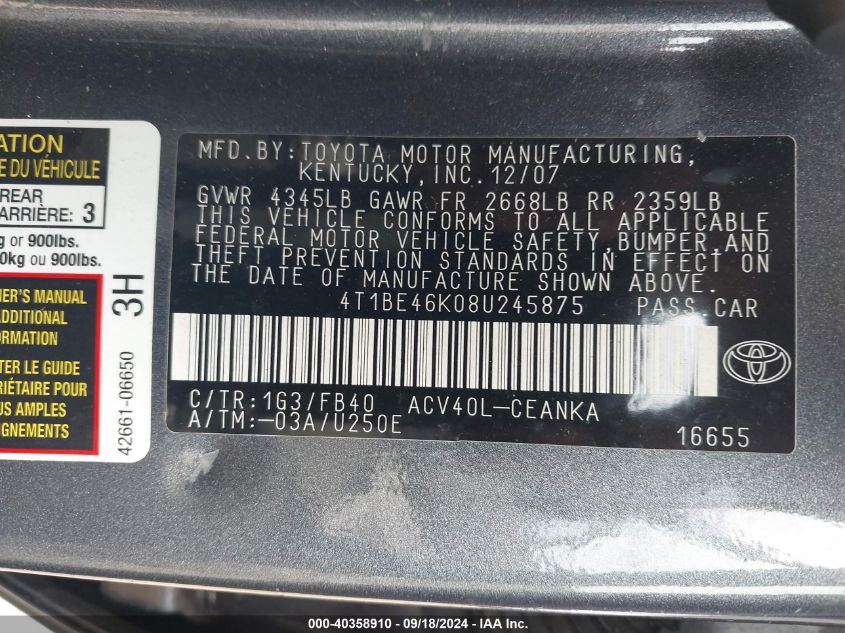 ATION
E DU VÉHICULE
REAR
ARRIÈRE: 3
g or 900lbs.
0kg ou 900lbs.
ER'S MANUAL
ADDITIONAL
TER LE GUIDE
RIÉTAIRE POUR
US AMPLES
IGNEMENTS
3H
42661-06650
MFD.BY:TOYOTA MOTOR MANUFACTURING,
KENTUCKY,INC.12/07
GVWR 4345LB GAWR FR 2668LB RR 2359LB
THIS VEHICLE CONFORMS TO ALL APPLICABLE
FEDERAL MOTOR VEHICLE SAFETY,BUMPER,AND
THEFT PREVENTION STANDARDS IN EFFECT ON
THE DATE OF MANUFACTURE SHOWN ABOVE.
4T1BE46K08U245875 PASS.CAR
C/TR:1G3/FB40 ACV40L-CEANKA
A/TM:-03A/U250E
16655
000-40358910 - 09/18/2024 - IAA Inc.